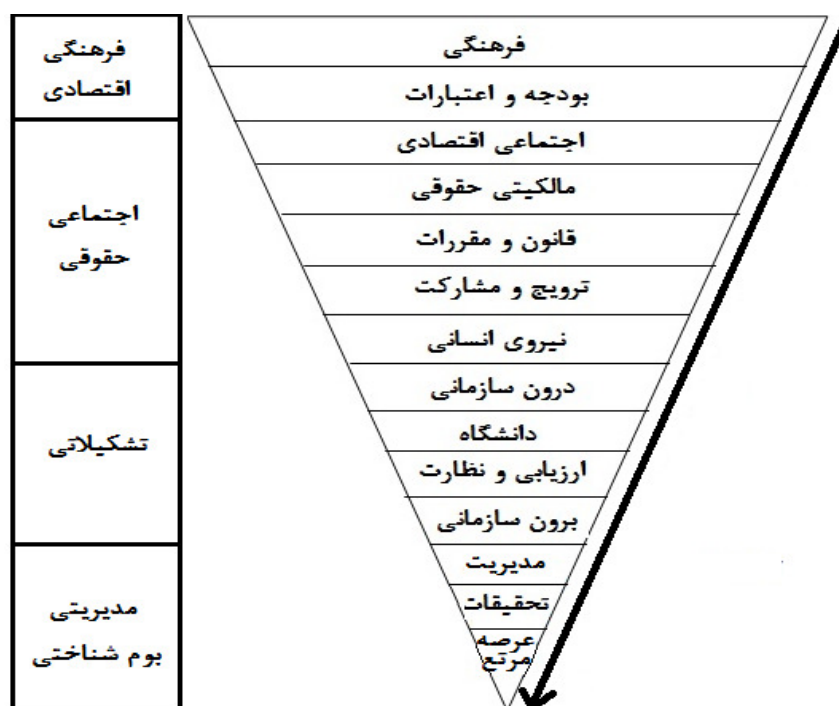 فرهنگی
اقتصادی
اجتماعی
حقوقی
تشکیلاتی
مدیریتی
بوم شناختی
فرهنگی
بودجه و اعتبارات
اجتماعی اقتصادی
مالکیتی حقوقی
قانون و مقررات
ترویج و مشارکت
نیروی انسانی
درون سازمانی
دانشگاه
ارزیابی و نظارت
برون سازمانی
مدیریت
تحقیقات
عرصه
مرتع